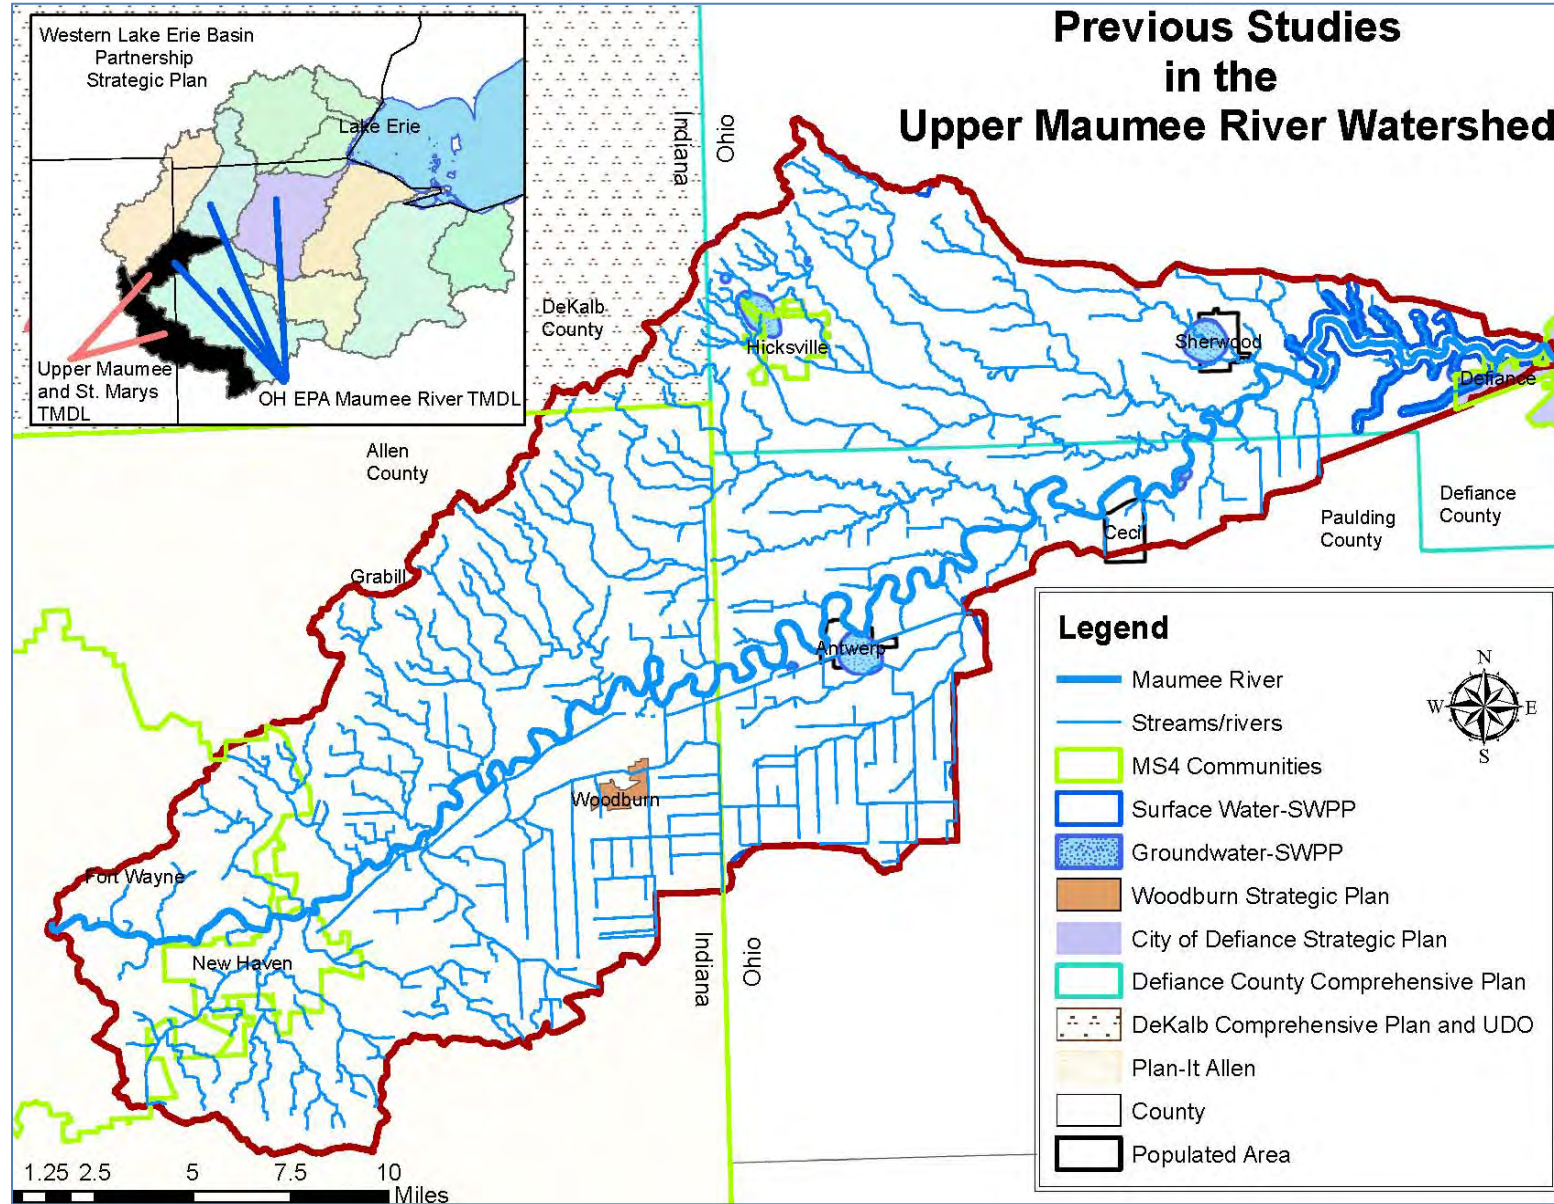 Previous Studies
in the
Upper Maumee River Watershed
Western Lake Erie Basin
Partnership
Strategic Plan
Lake Erie
Upper Maumee
and St. Marys
TMDL
OH EPA Maumee River TMDL
Indiana
Ohio
DeKalb
County
Hicksville
Sherwood
Defiance
Allen
County
Defiance
County
Paulding
County
Cecil
Grabill
Antwerp
Woodburn
Fort Wayne
New Haven
Indiana
Ohio
Legend
Maumee River
Streams/rivers
MS4 Communities
Surface Water-SWPP
Groundwater-SWPP
Woodburn Strategic Plan
City of Defiance Strategic Plan
Defiance County Comprehensive Plan
DeKalb Comprehensive Plan and UDO
Plan-It Allen
County
Populated Area
N
W E
S
1.25 2.5 5 7.5 10
Miles